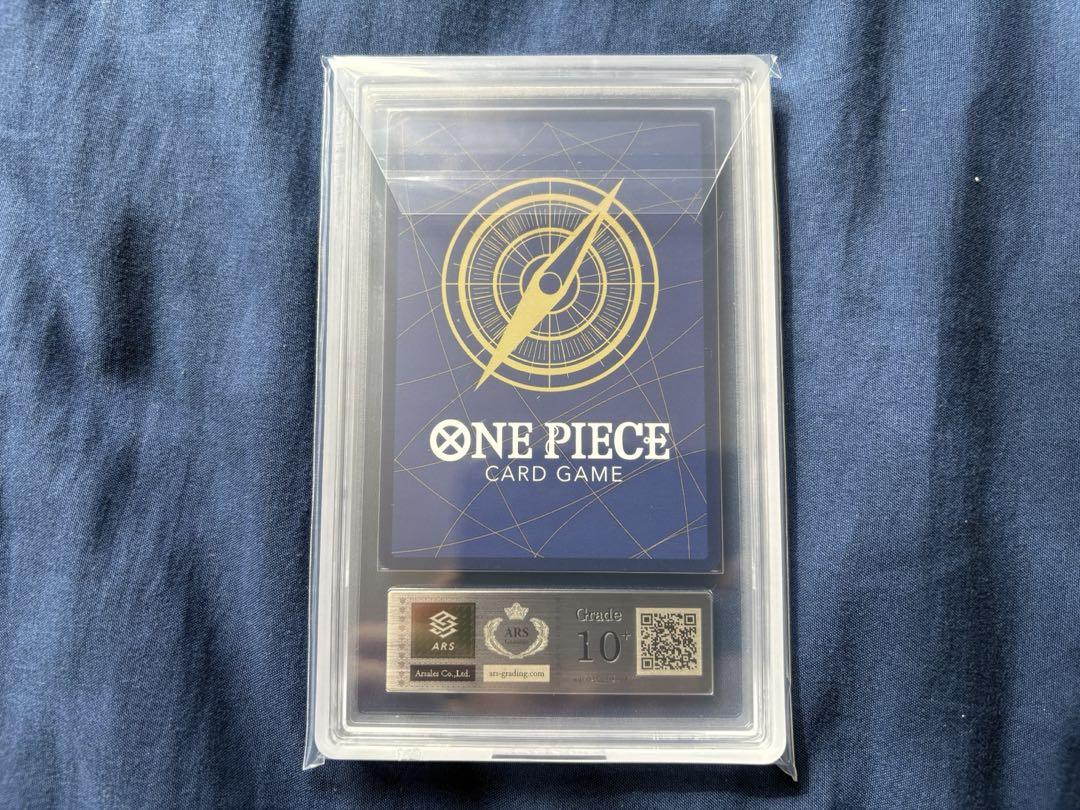 ONE PIECE
CARD GAME
ARS
Arsales Co.,Ltd.
ARS
ars-grading.com
Grade
10+